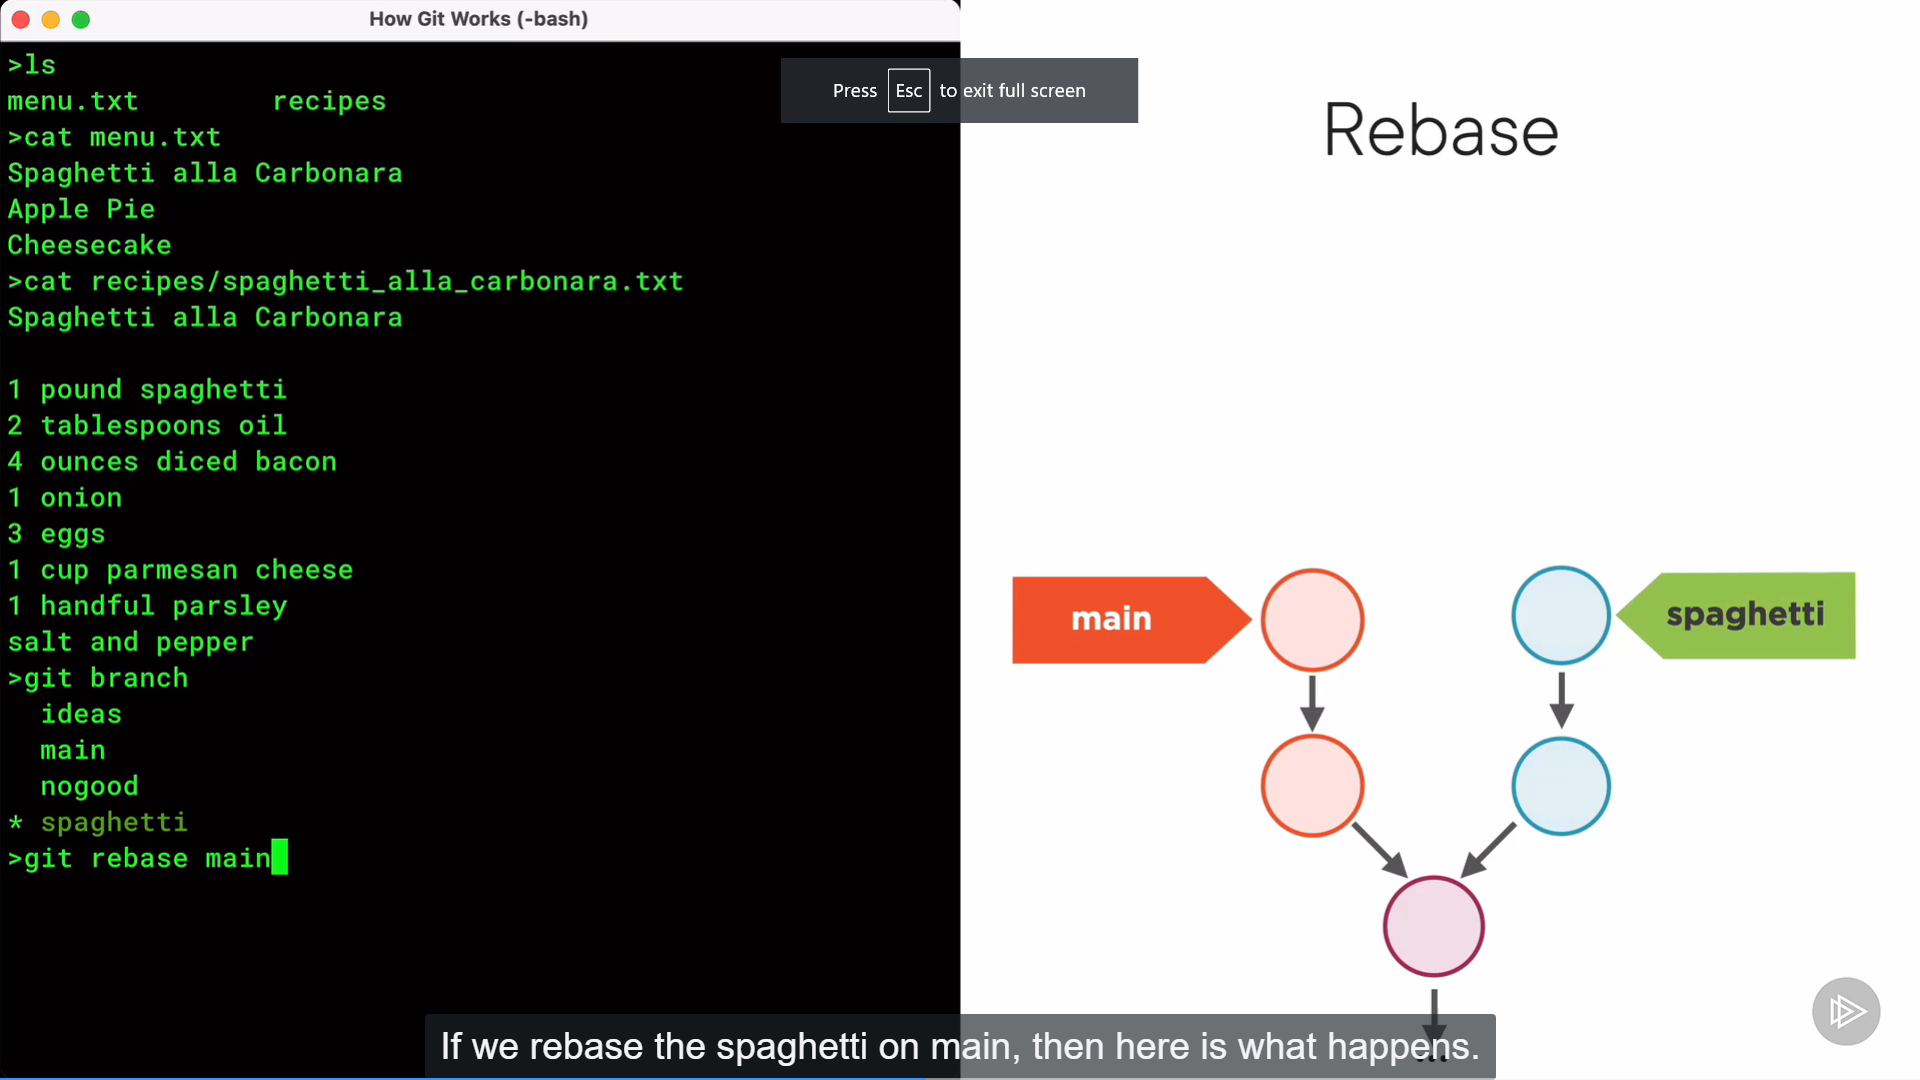 How Git Works (-bash)
>ls
menu.txt recipes
>cat menu.txt
Spaghetti alla Carbonara
Apple Pie
Cheesecake
>cat recipes/spaghetti_alla_carbonara.txt
Spaghetti alla Carbonara
1 pound spaghetti
2 tablespoons oil
4 ounces diced bacon
1 onion
3 eggs
1 cup parmesan cheese
1 handful parsley
salt and pepper
>git branch
ideas
main
nogood
* spaghetti
>git rebase main
Press Esc to exit full screen
Rebase
main
spaghetti
If we rebase the spaghetti on main, then here is what happens.